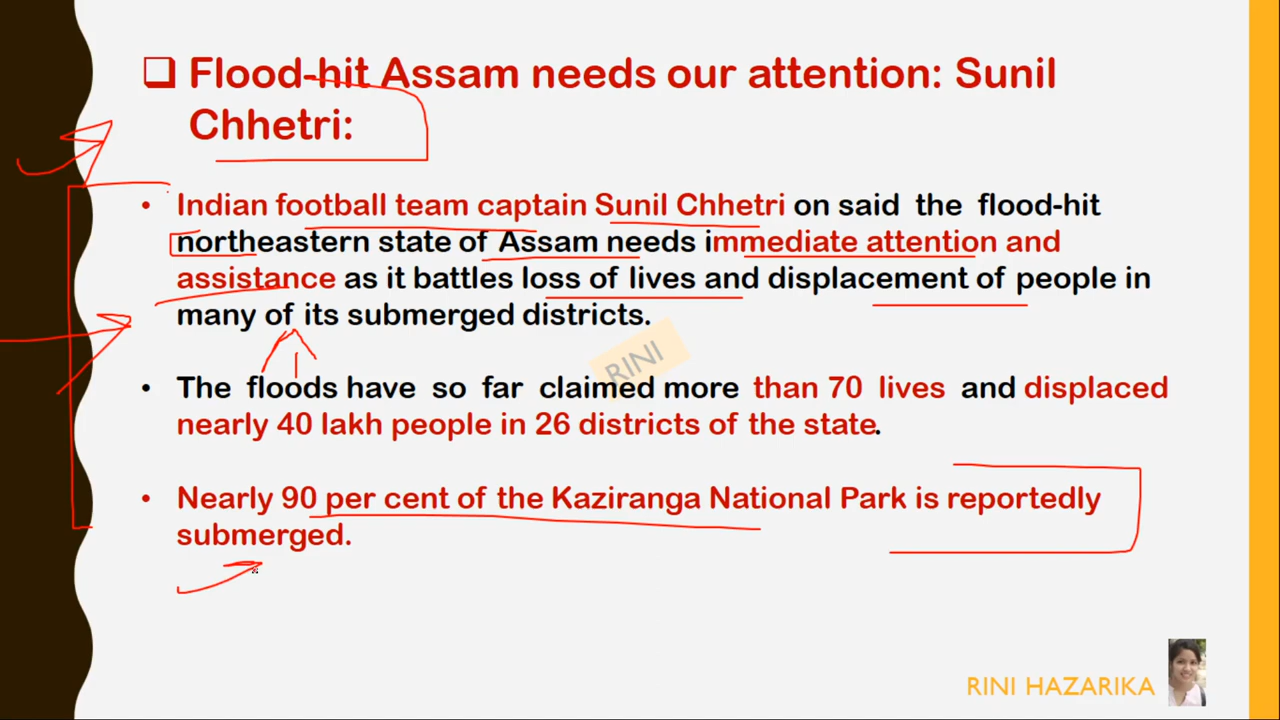 Flood-hit Assam needs our attention: Sunil
Chhetri:
• Indian football team captain Sunil Chhetri on said the flood-hit
northeastern state of Assam needs immediate attention and
assistance as it battles loss of lives and displacement of people in
many of its submerged districts.
RINI
• The floods have so far claimed more than 70 lives and displaced
nearly 40 lakh people in 26 districts of the state.
• Nearly 90 per cent of the Kaziranga National Park is reportedly
submerged.
RINI HAZARIKA